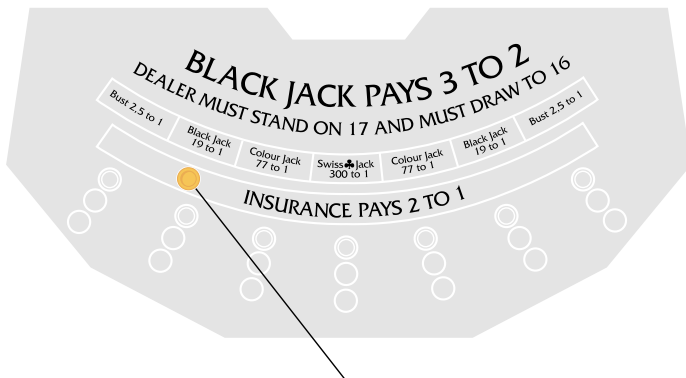 BLACK JACK PAYS 3 TO 2
DEALER MUST STAND ON 17 AND MUST DRAW TO 16
Bust 2.5 to 1
Black Jack
19 to 1
Colour Jack
77 to 1
Swiss♣Jack
300 to 1
Colour Jack
77 to 1
Black Jack
19 to 1
Bust 2.5 to 1
INSURANCE PAYS 2 TO 1